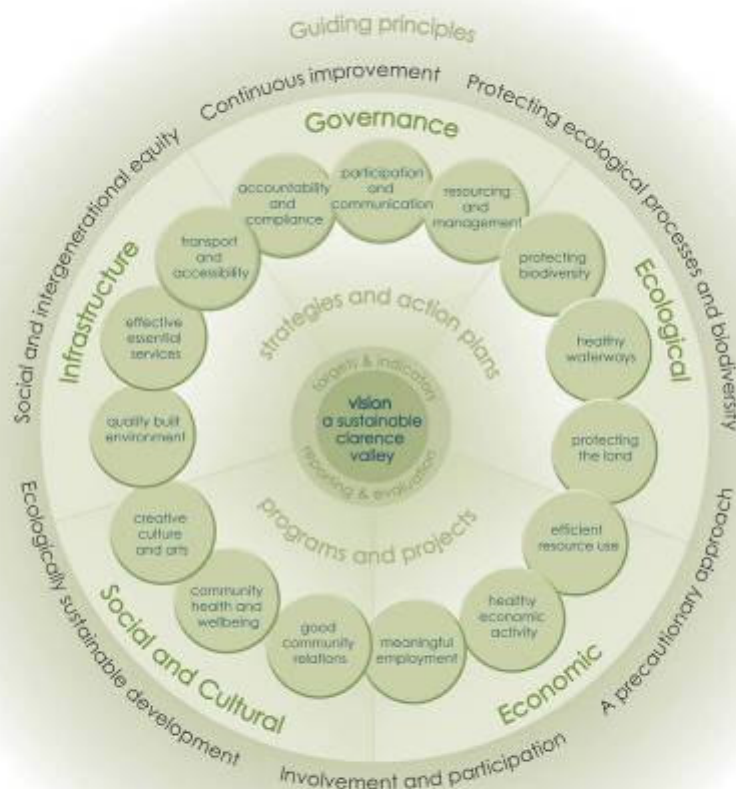 Guiding principles
Continuous improvement
Protecting ecological processes and biodiversity
A precautionary approach
Involvement and participation
Ecologically sustainable development
Social and intergenerational equity
Governance
accountability
and
compliance
participation
and
communication
resourcing
and
management
Ecological
protecting
biodiversity
healthy
waterways
protecting
the land
Economic
efficient
resource use
healthy
economic
activity
meaningful
employment
Social and Cultural
good
community
relations
community
health and
wellbeing
creative
culture
and arts
Infrastructure
quality built
environment
effective
essential
services
transport
and
accessibility
strategies and action plans
targets & indicators
vision
a sustainable
clarence
valley
reporting & evaluation
programs and projects